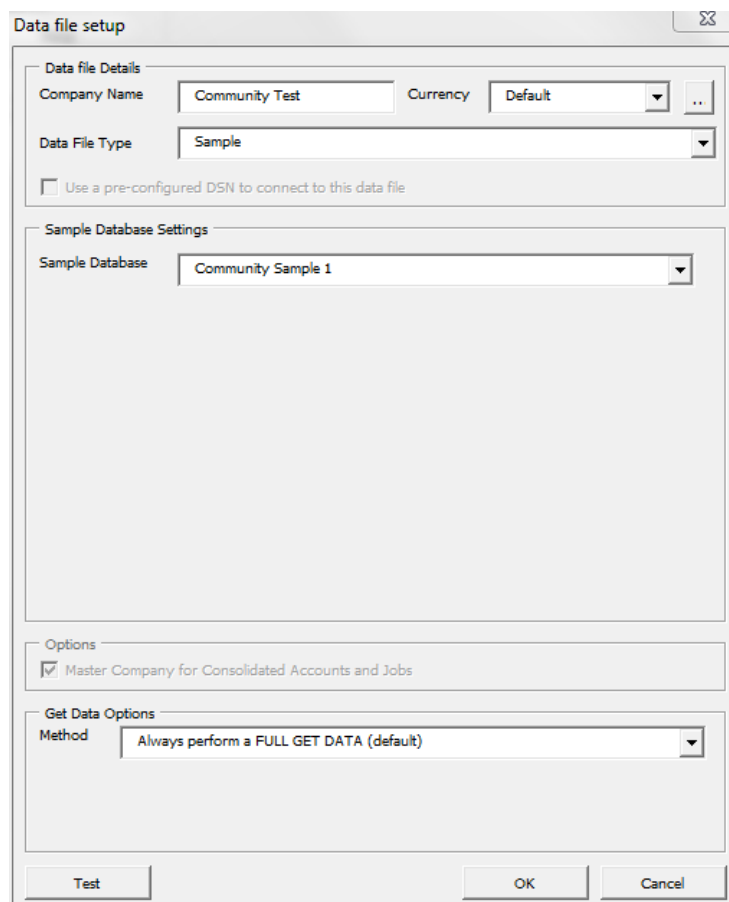 Data file setup
Data file Details
Company Name Community Test Currency Default ...
Data File Type Sample
Use a pre-configured DSN to connect to this data file
Sample Database Settings
Sample Database Community Sample 1
Options
Master Company for Consolidated Accounts and Jobs
Get Data Options
Method Always perform a FULL GET DATA (default)
Test OK Cancel